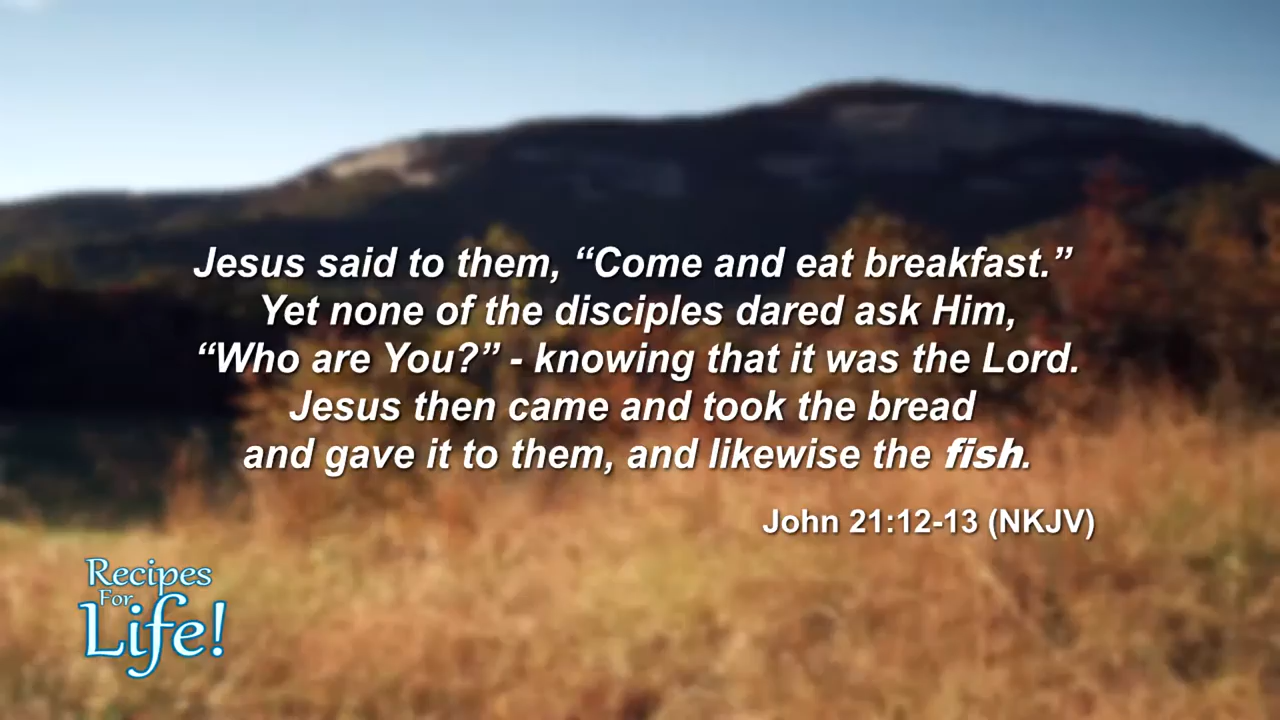 Jesus said to them, “Come and eat breakfast.”
Yet none of the disciples dared ask Him,
“Who are You?” - knowing that it was the Lord.
Jesus then came and took the bread
and gave it to them, and likewise the fish.
John 21:12-13 (NKJV)
Recipes
For
Life!